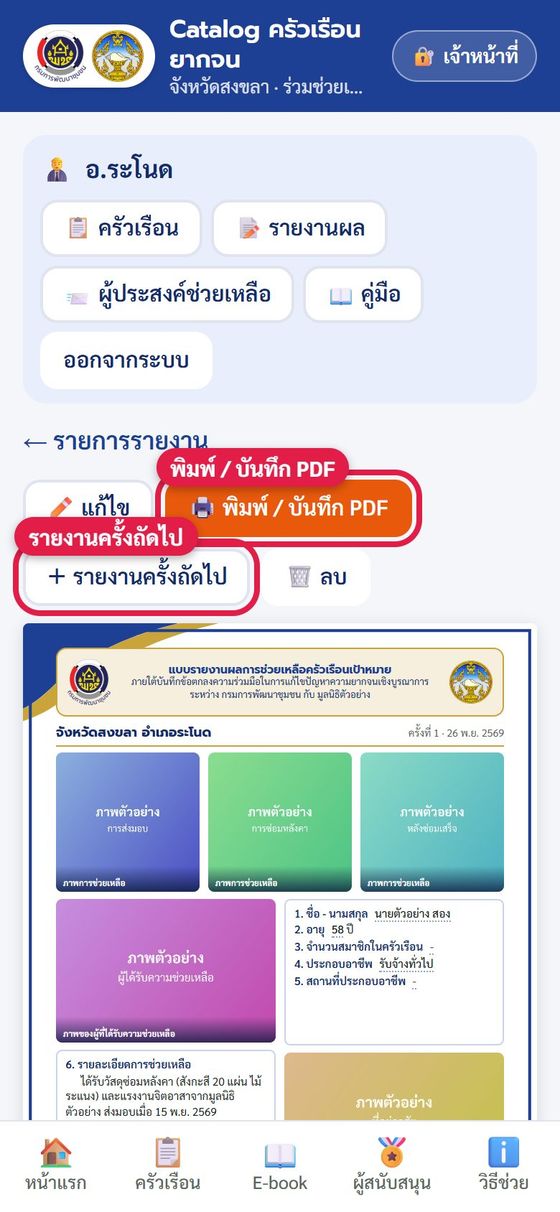 Catalog ครัวเรือน
ยากจน
จังหวัดสงขลา · ร่วมช่วยเ...
เจ้าหน้าที่
อ.ระโนด
ครัวเรือน
รายงานผล
ผู้ประสงค์ช่วยเหลือ
คู่มือ
ออกจากระบบ
← รายการรายงาน
พิมพ์ / บันทึก PDF
แก้ไข
พิมพ์ / บันทึก PDF
รายงานครั้งถัดไป
+ รายงานครั้งถัดไป
ลบ
แบบรายงานผลการช่วยเหลือครัวเรือนเป้าหมาย
ภายใต้บันทึกข้อตกลงความร่วมมือในการแก้ไขปัญหาความยากจนเชิงบูรณาการ
ระหว่าง กรมการพัฒนาชุมชน กับ มูลนิธิตัวอย่าง
จังหวัดสงขลา อำเภอระโนด
ครั้งที่ 1 · 26 พ.ย. 2569
ภาพตัวอย่าง
การส่งมอบ
ภาพการช่วยเหลือ
ภาพตัวอย่าง
การซ่อมหลังคา
ภาพการช่วยเหลือ
ภาพตัวอย่าง
หลังซ่อมเสร็จ
ภาพการช่วยเหลือ
ภาพตัวอย่าง
ผู้ได้รับความช่วยเหลือ
ภาพของผู้ที่ได้รับความช่วยเหลือ
1. ชื่อ - นามสกุล นายตัวอย่าง สอง
2. อายุ 58 ปี
3. จำนวนสมาชิกในครัวเรือน -
4. ประกอบอาชีพ รับจ้างทั่วไป
5. สถานที่ประกอบอาชีพ -
6. รายละเอียดการช่วยเหลือ
ได้รับวัสดุซ่อมหลังคา (สังกะสี 20 แผ่น ไม้
ระแนง) และแรงงานจิตอาสาจากมูลนิธิ
ตัวอย่าง ส่งมอบเมื่อ 15 พ.ย. 2569
ภาพตัวอย่าง
หน้าแรก
ครัวเรือน
E-book
ผู้สนับสนุน
วิธีช่วย